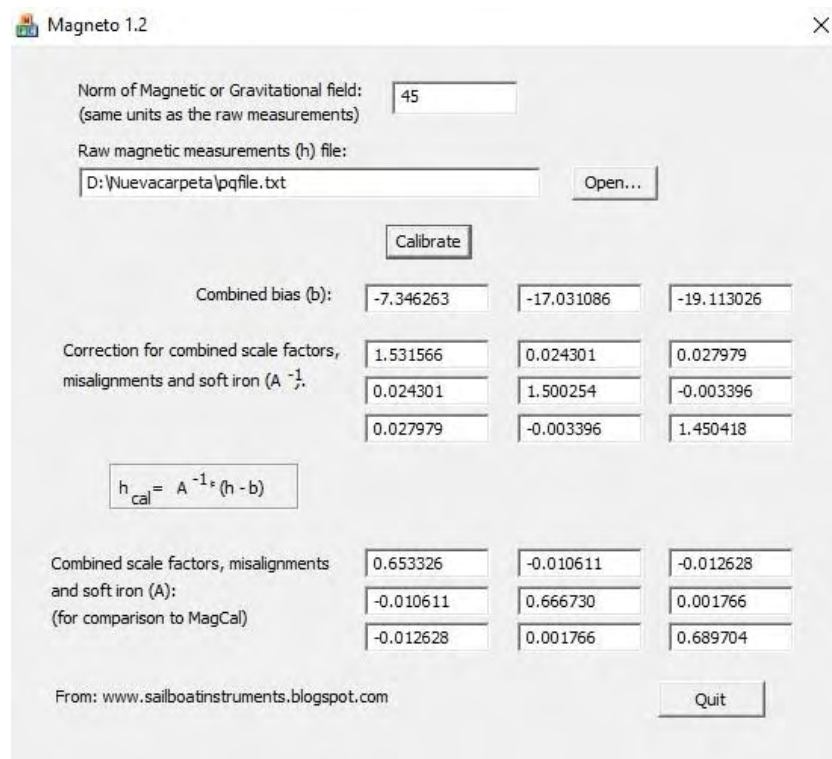 Magneto 1.2
Norm of Magnetic or Gravitational field:
(same units as the raw measurements)
45
Raw magnetic measurements (h) file:
D:\Nuevacarpeta\pqfile.txt
Open...
Calibrate
Combined bias (b):
-7.346263 -17.031086 -19.113026
Correction for combined scale factors,
misalignments and soft iron (A -1;.
1.531566 0.024301 0.027979
0.024301 1.500254 -0.003396
0.027979 -0.003396 1.450418
h cal = A -1 * (h - b)
Combined scale factors, misalignments
and soft iron (A):
(for comparison to MagCal)
0.653326 -0.010611 -0.012628
-0.010611 0.666730 0.001766
-0.012628 0.001766 0.689704
From: www.sailboatinstruments.blogspot.com
Quit